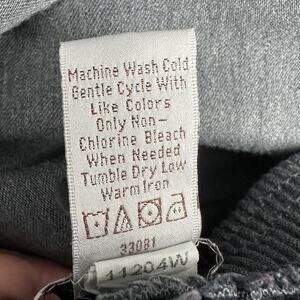 Machine Wash Cold
Gentle Cycle With
Like Colors
Only Non-
Chlorine Bleach
When Needed
Tumble Dry Low
Warm Iron
33081
11204W